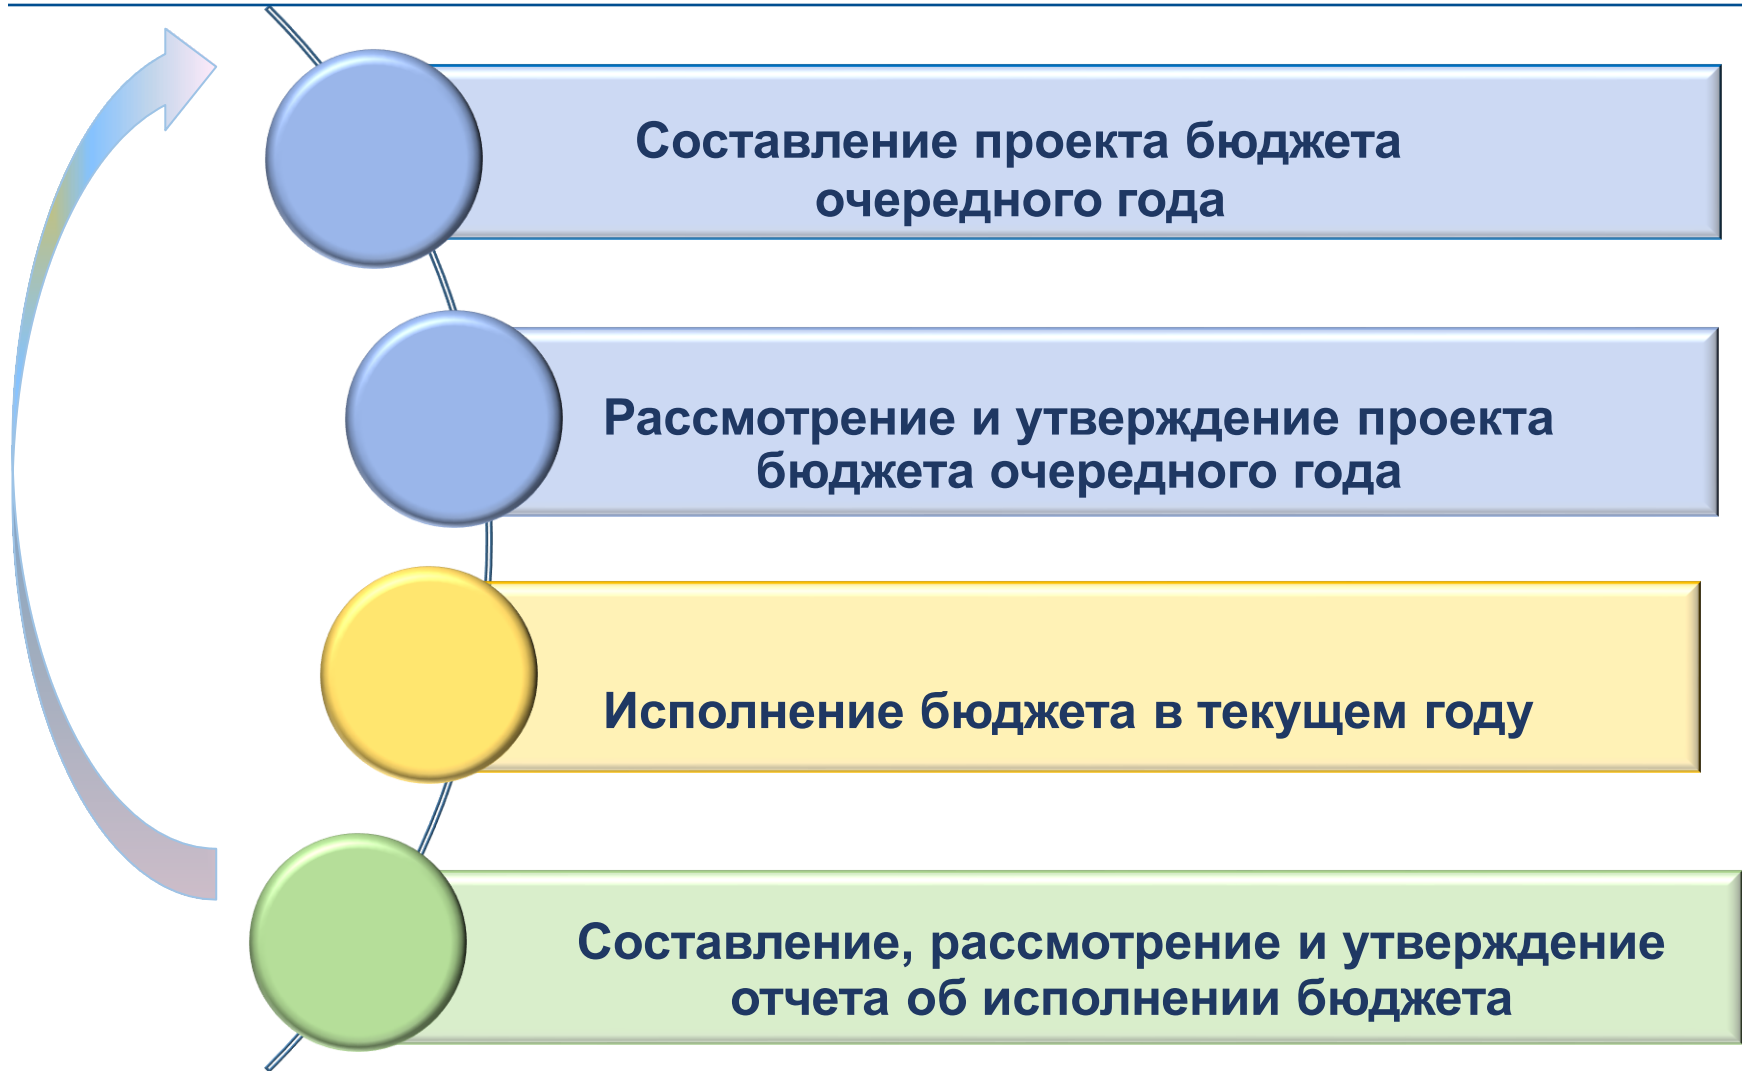 Составление проекта бюджета
очередного года
Рассмотрение и утверждение проекта
бюджета очередного года
Исполнение бюджета в текущем году
Составление, рассмотрение и утверждение
отчета об исполнении бюджета